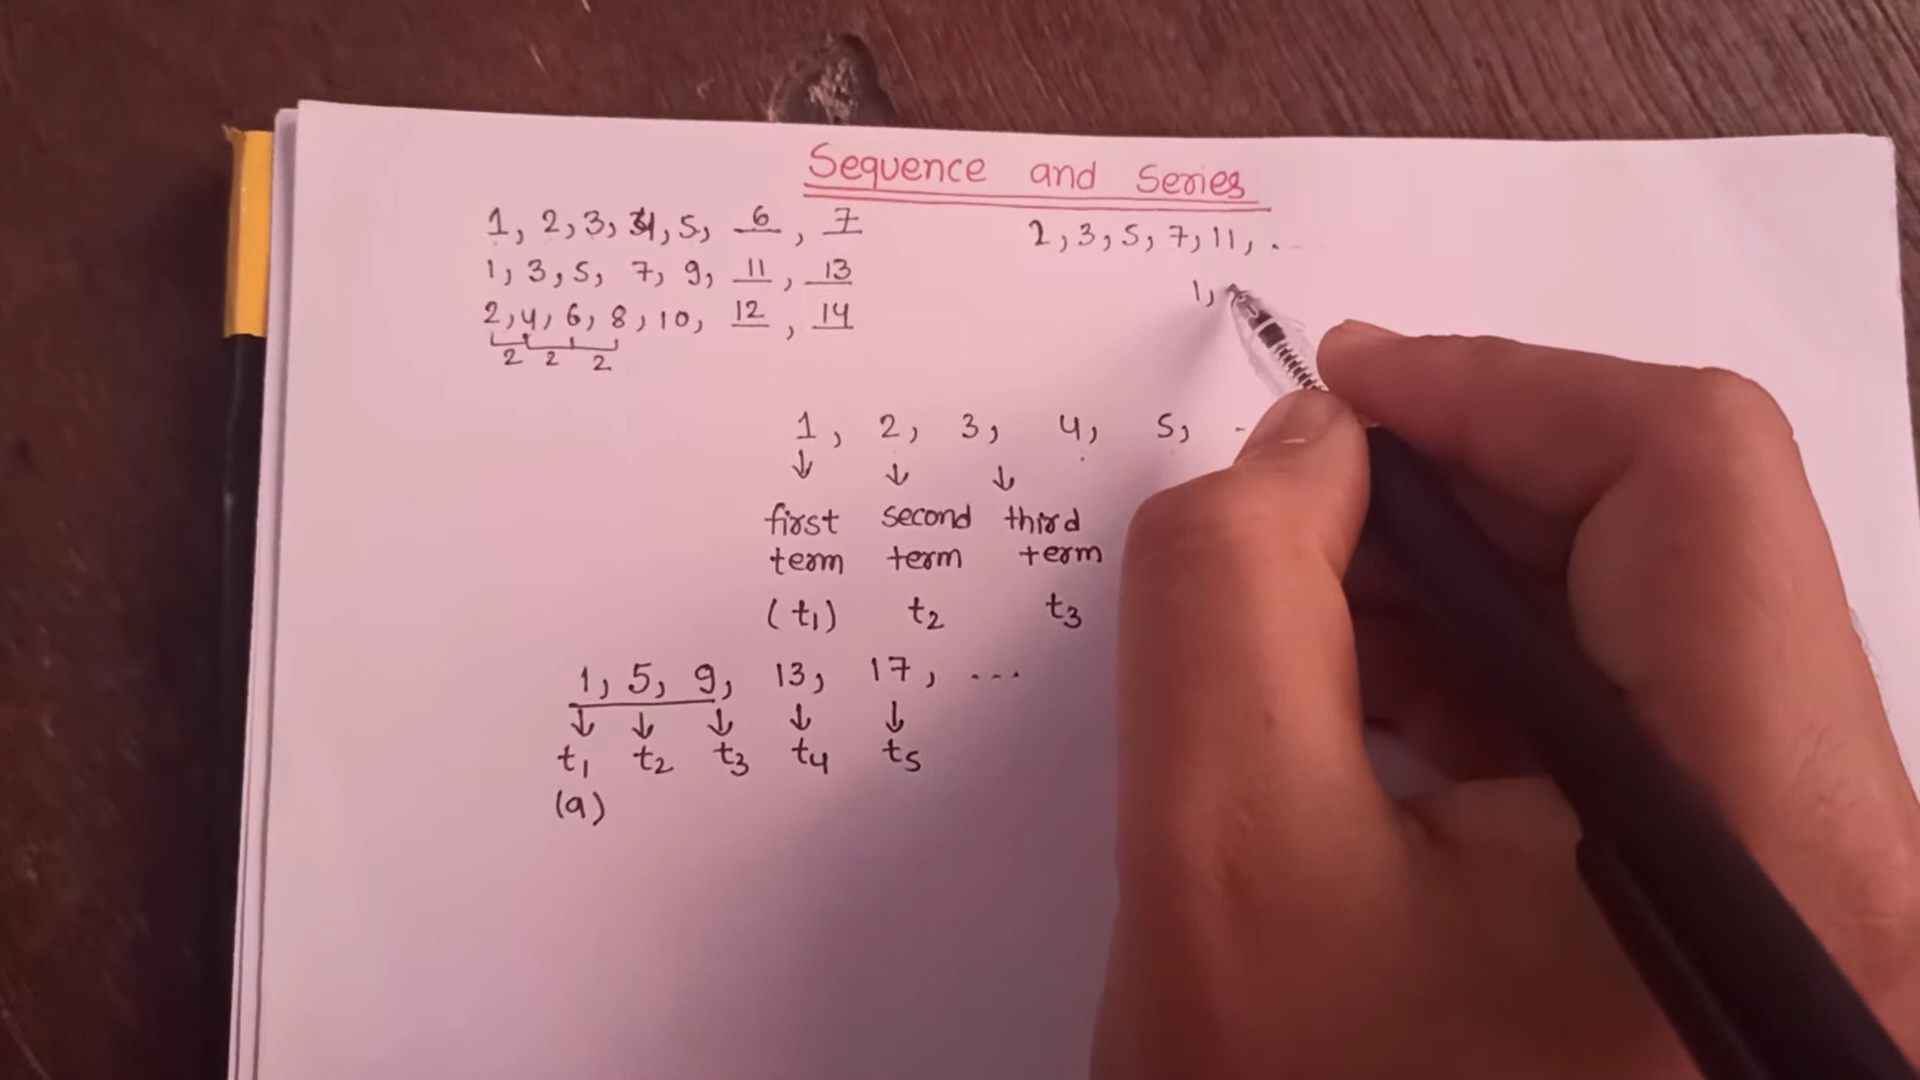 Sequence and Series
1, 2, 3, 4, 5, 6, 7
1, 3, 5, 7, 9, 11, 13
2, 4, 6, 8, 10, 12, 14
2 2 2
2, 3, 5, 7, 11, .
1,
1, 2, 3, 4, 5, -
↓ ↓ ↓
first second third
term term term
(t₁) t₂ t₃
1, 5, 9, 13, 17, ...
↓ ↓ ↓ ↓ ↓
t₁ t₂ t₃ t₄ t₅
(a)